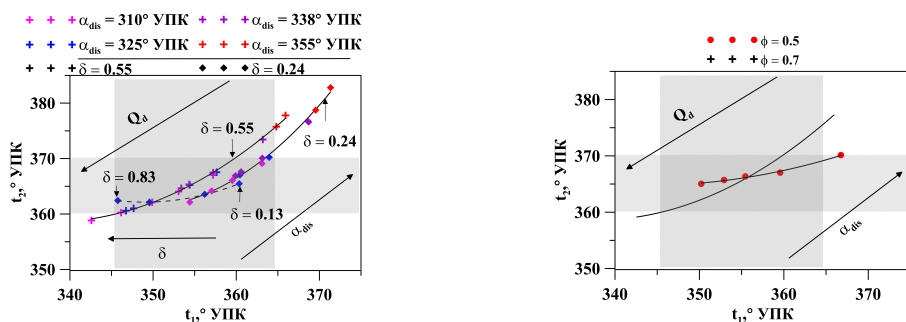 α_dis = 310° УПК α_dis = 338° УПК
α_dis = 325° УПК α_dis = 355° УПК
δ = 0.55 δ = 0.24
380
370
360
350
340 350 360 370
t₂,° УПК
t₁,° УПК
Q_d
δ = 0.55
δ = 0.24
δ = 0.83
δ = 0.13
δ
α_dis
ϕ = 0.5
ϕ = 0.7
380
370
360
350
340 350 360 370
t₂,° УПК
t₁,° УПК
Q_d
α_dis